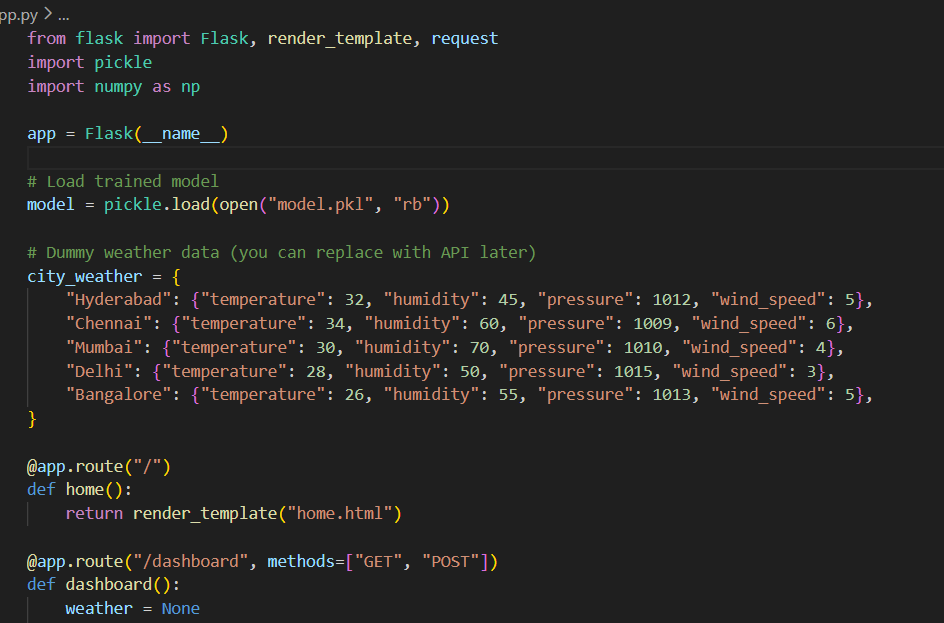 pp.py > ...
from flask import Flask, render_template, request
import pickle
import numpy as np
app = Flask(__name__)
# Load trained model
model = pickle.load(open("model.pkl", "rb"))
# Dummy weather data (you can replace with API later)
city_weather = {
    "Hyderabad": {"temperature": 32, "humidity": 45, "pressure": 1012, "wind_speed": 5},
    "Chennai": {"temperature": 34, "humidity": 60, "pressure": 1009, "wind_speed": 6},
    "Mumbai": {"temperature": 30, "humidity": 70, "pressure": 1010, "wind_speed": 4},
    "Delhi": {"temperature": 28, "humidity": 50, "pressure": 1015, "wind_speed": 3},
    "Bangalore": {"temperature": 26, "humidity": 55, "pressure": 1013, "wind_speed": 5},
}
@app.route("/")
def home():
    return render_template("home.html")
@app.route("/dashboard", methods=["GET", "POST"])
def dashboard():
    weather = None